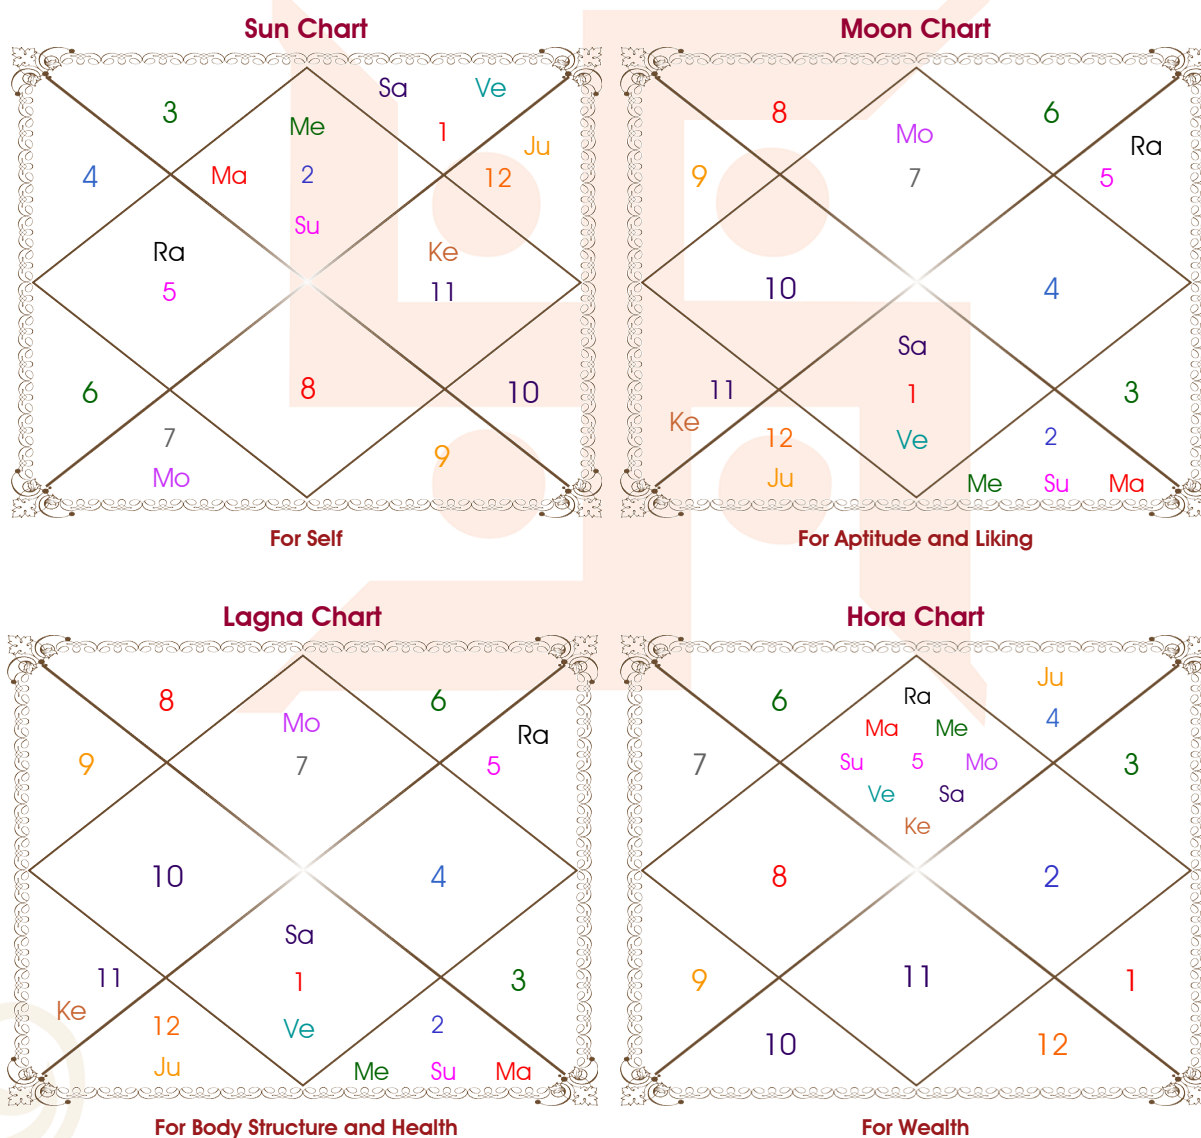 Sun Chart
Sa Ve
3 Me 1 Ju
4 Ma 2 12
Su
Ra Ke
5 11
6 8 10
7 9
Mo
For Self
Moon Chart
8 Mo 6 Ra
9 7 5
10 4
Sa
11 1 3
Ke 12 Ve 2
Ju Me Su Ma
For Aptitude and Liking
Lagna Chart
8 Mo 6 Ra
9 7 5
10 4
Sa
11 1 3
Ke 12 Ve 2
Ju Me Su Ma
For Body Structure and Health
Hora Chart
Ju
6 Ra 4
Ma Me
7 Su 5 Mo 3
Ve Sa
Ke
8 2
9 11 1
10 12
For Wealth